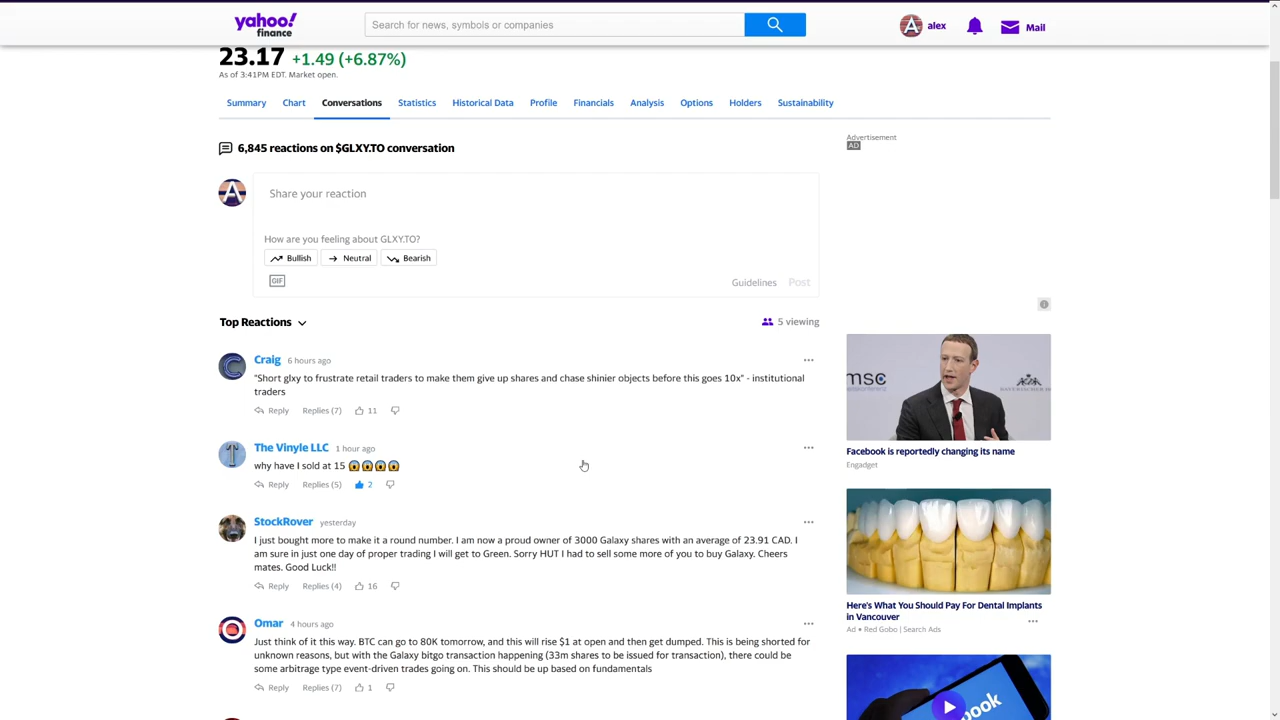 yahoo!
finance
Search for news, symbols or companies
alex
Mail
23.17 +1.49 (+6.87%)
As of 3:41PM EDT. Market open.
Summary Chart Conversations Statistics Historical Data Profile Financials Analysis Options Holders Sustainability
Advertisement
AD
6,845 reactions on $GLXY.TO conversation
A
Share your reaction
How are you feeling about GLXY.TO?
Bullish Neutral Bearish
GIF
Guidelines Post
Top Reactions
5 viewing
C
Craig 6 hours ago
"Short glxy to frustrate retail traders to make them give up shares and chase shinier objects before this goes 10x" - institutional
traders
Reply Replies (7) 11
T
The Vinyle LLC 1 hour ago
why have I sold at 15 😱😱😱😱
Reply Replies (5) 2
StockRover yesterday
I just bought more to make it a round number. I am now a proud owner of 3000 Galaxy shares with an average of 23.91 CAD. I
am sure in just one day of proper trading I will get to Green. Sorry HUT I had to sell some more of you to buy Galaxy. Cheers
mates. Good Luck!!
Reply Replies (4) 16
Omar 4 hours ago
Just think of it this way. BTC can go to 80K tomorrow, and this will rise $1 at open and then get dumped. This is being shorted for
unknown reasons, but with the Galaxy bitgo transaction happening (33m shares to be issued for transaction), there could be
some arbitrage type event-driven trades going on. This should be up based on fundamentals
Reply Replies (7) 1
msc
Facebook is reportedly changing its name
Engadget
Here's What You Should Pay For Dental Implants
in Vancouver
Ad • Red Gobo | Search Ads
book